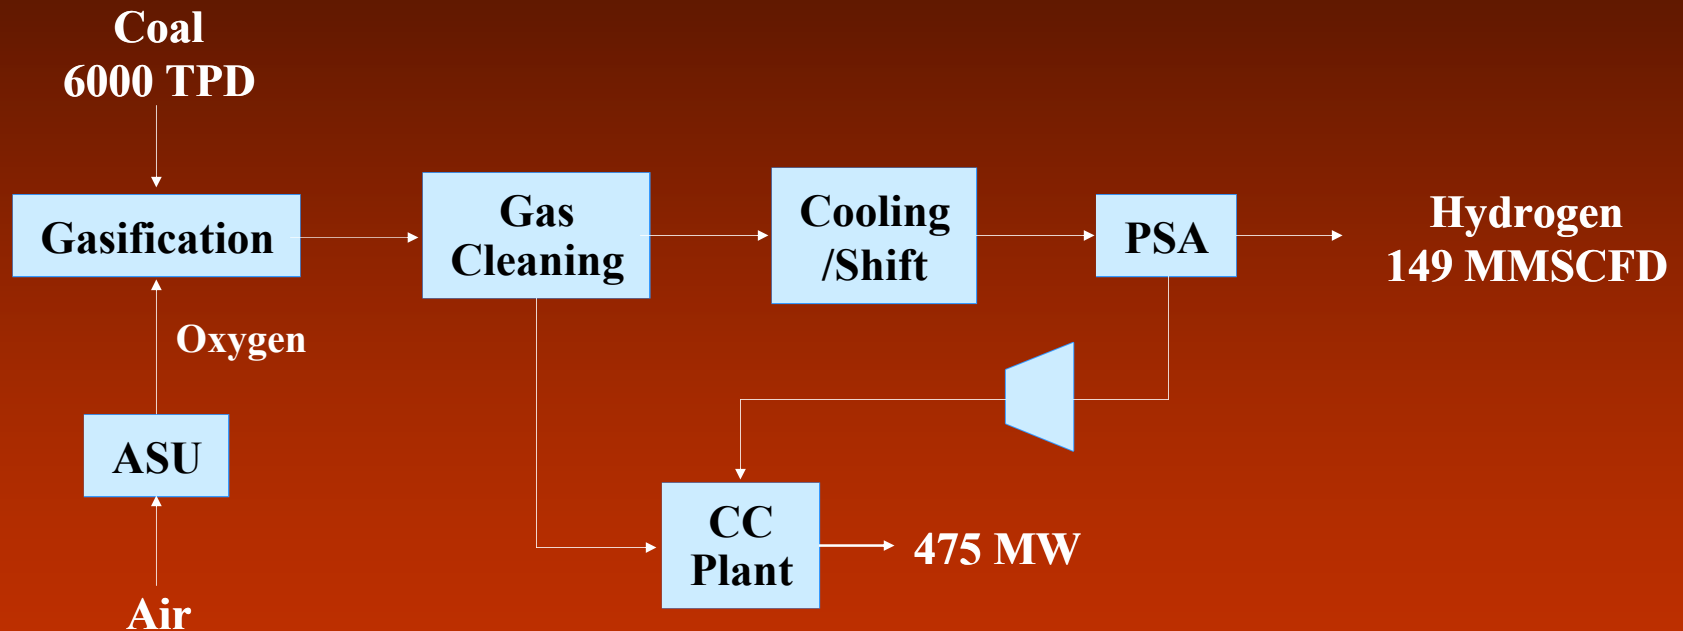 Coal
6000 TPD
Gasification
Gas
Cleaning
Cooling
/Shift
PSA
Hydrogen
149 MMSCFD
Oxygen
ASU
CC
Plant
475 MW
Air